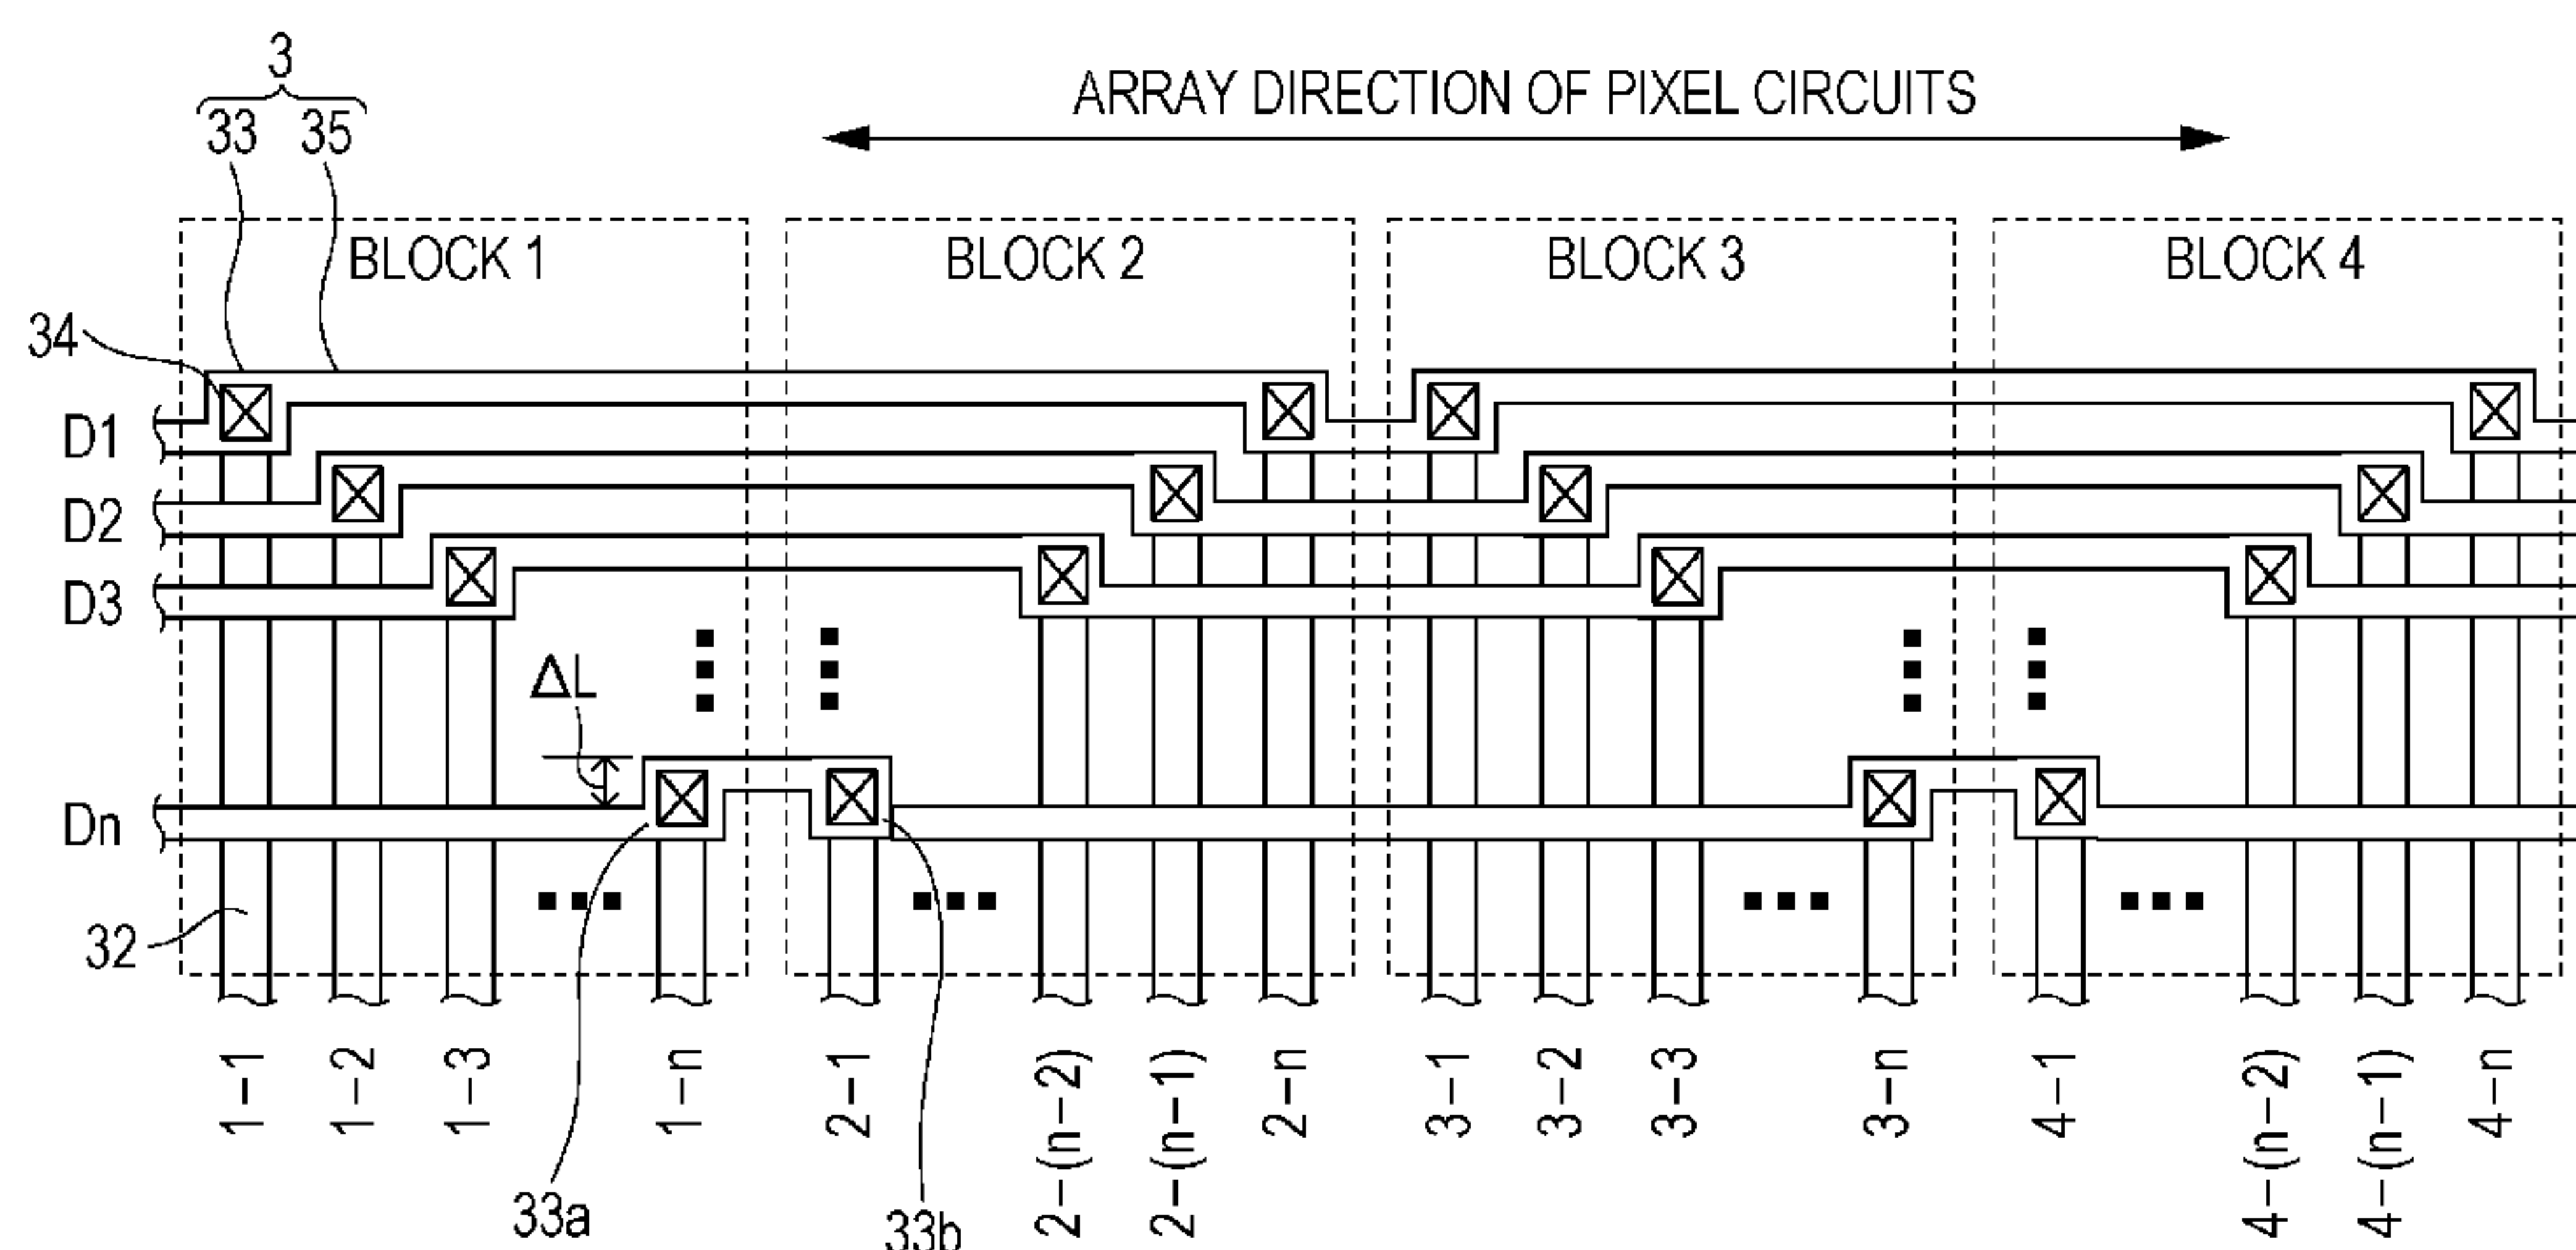 3
33 35
ARRAY DIRECTION OF PIXEL CIRCUITS
BLOCK 1
BLOCK 2
BLOCK 3
BLOCK 4
34
D1
D2
D3
ΔL
Dn
32
1-1
1-2
1-3
1-n
2-1
2-(n-2)
2-(n-1)
2-n
3-1
3-2
3-3
3-n
4-1
4-(n-2)
4-(n-1)
4-n
33a
33b